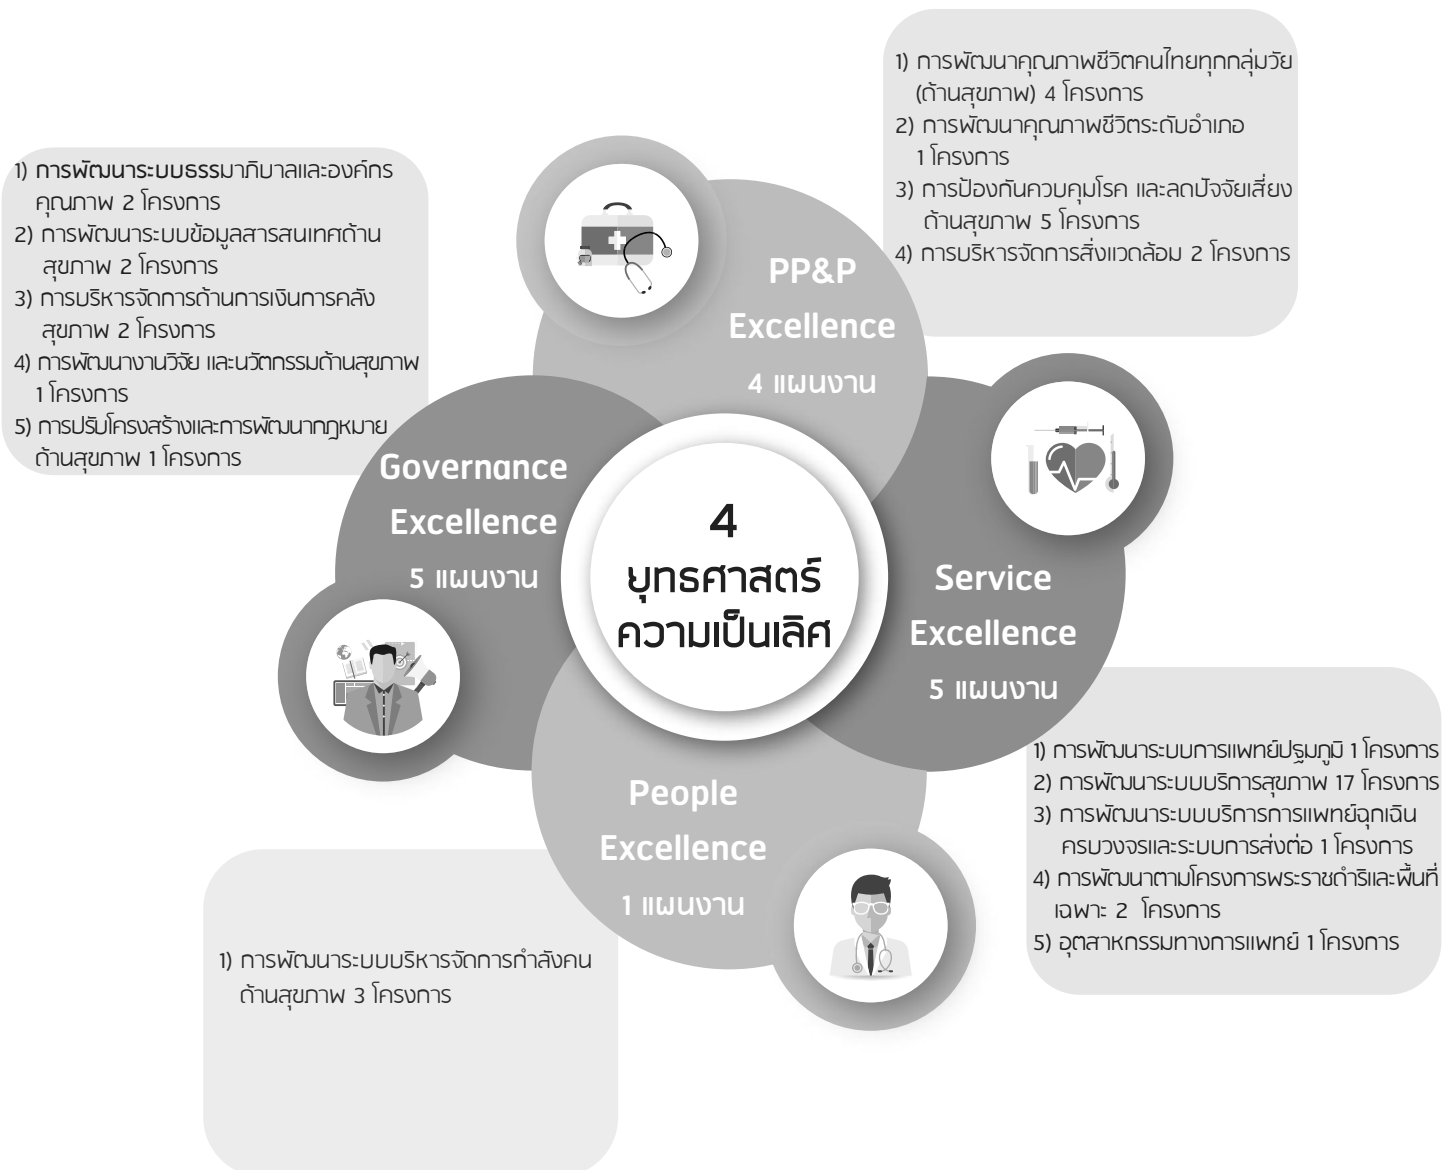 1) การพัฒนาคุณภาพชีวิตคนไทยทุกกลุ่มวัย
(ด้านสุขภาพ) 4 โครงการ
2) การพัฒนาคุณภาพชีวิตระดับอำเภอ
1 โครงการ
3) การป้องกันควบคุมโรค และลดปัจจัยเสี่ยง
ด้านสุขภาพ 5 โครงการ
4) การบริหารจัดการสิ่งแวดล้อม 2 โครงการ
1) การพัฒนาระบบธรรมาภิบาลและองค์กร
คุณภาพ 2 โครงการ
2) การพัฒนาระบบข้อมูลสารสนเทศด้าน
สุขภาพ 2 โครงการ
3) การบริหารจัดการด้านการเงินการคลัง
สุขภาพ 2 โครงการ
4) การพัฒนางานวิจัย และนวัตกรรมด้านสุขภาพ
1 โครงการ
5) การปรับโครงสร้างและการพัฒนากฎหมาย
ด้านสุขภาพ 1 โครงการ
PP&P
Excellence
4 แผนงาน
Governance
Excellence
5 แผนงาน
4
ยุทธศาสตร์
ความเป็นเลิศ
Service
Excellence
5 แผนงาน
People
Excellence
1 แผนงาน
1) การพัฒนาระบบการแพทย์ปฐมภูมิ 1 โครงการ
2) การพัฒนาระบบบริการสุขภาพ 17 โครงการ
3) การพัฒนาระบบบริการการแพทย์ฉุกเฉิน
ครบวงจรและระบบการส่งต่อ 1 โครงการ
4) การพัฒนาตามโครงการพระราชดำริและพื้นที่
เฉพาะ 2 โครงการ
5) อุตสาหกรรมทางการแพทย์ 1 โครงการ
1) การพัฒนาระบบบริหารจัดการกำลังคน
ด้านสุขภาพ 3 โครงการ